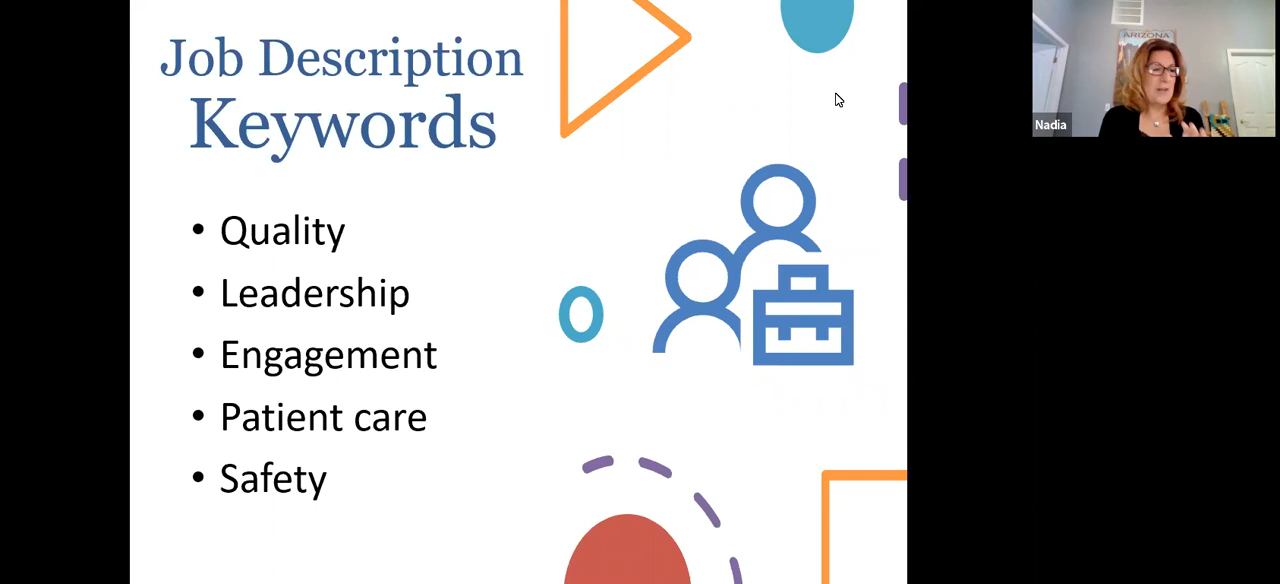 Job Description
Keywords
• Quality
• Leadership
• Engagement
• Patient care
• Safety
ARIZONA
Nadia